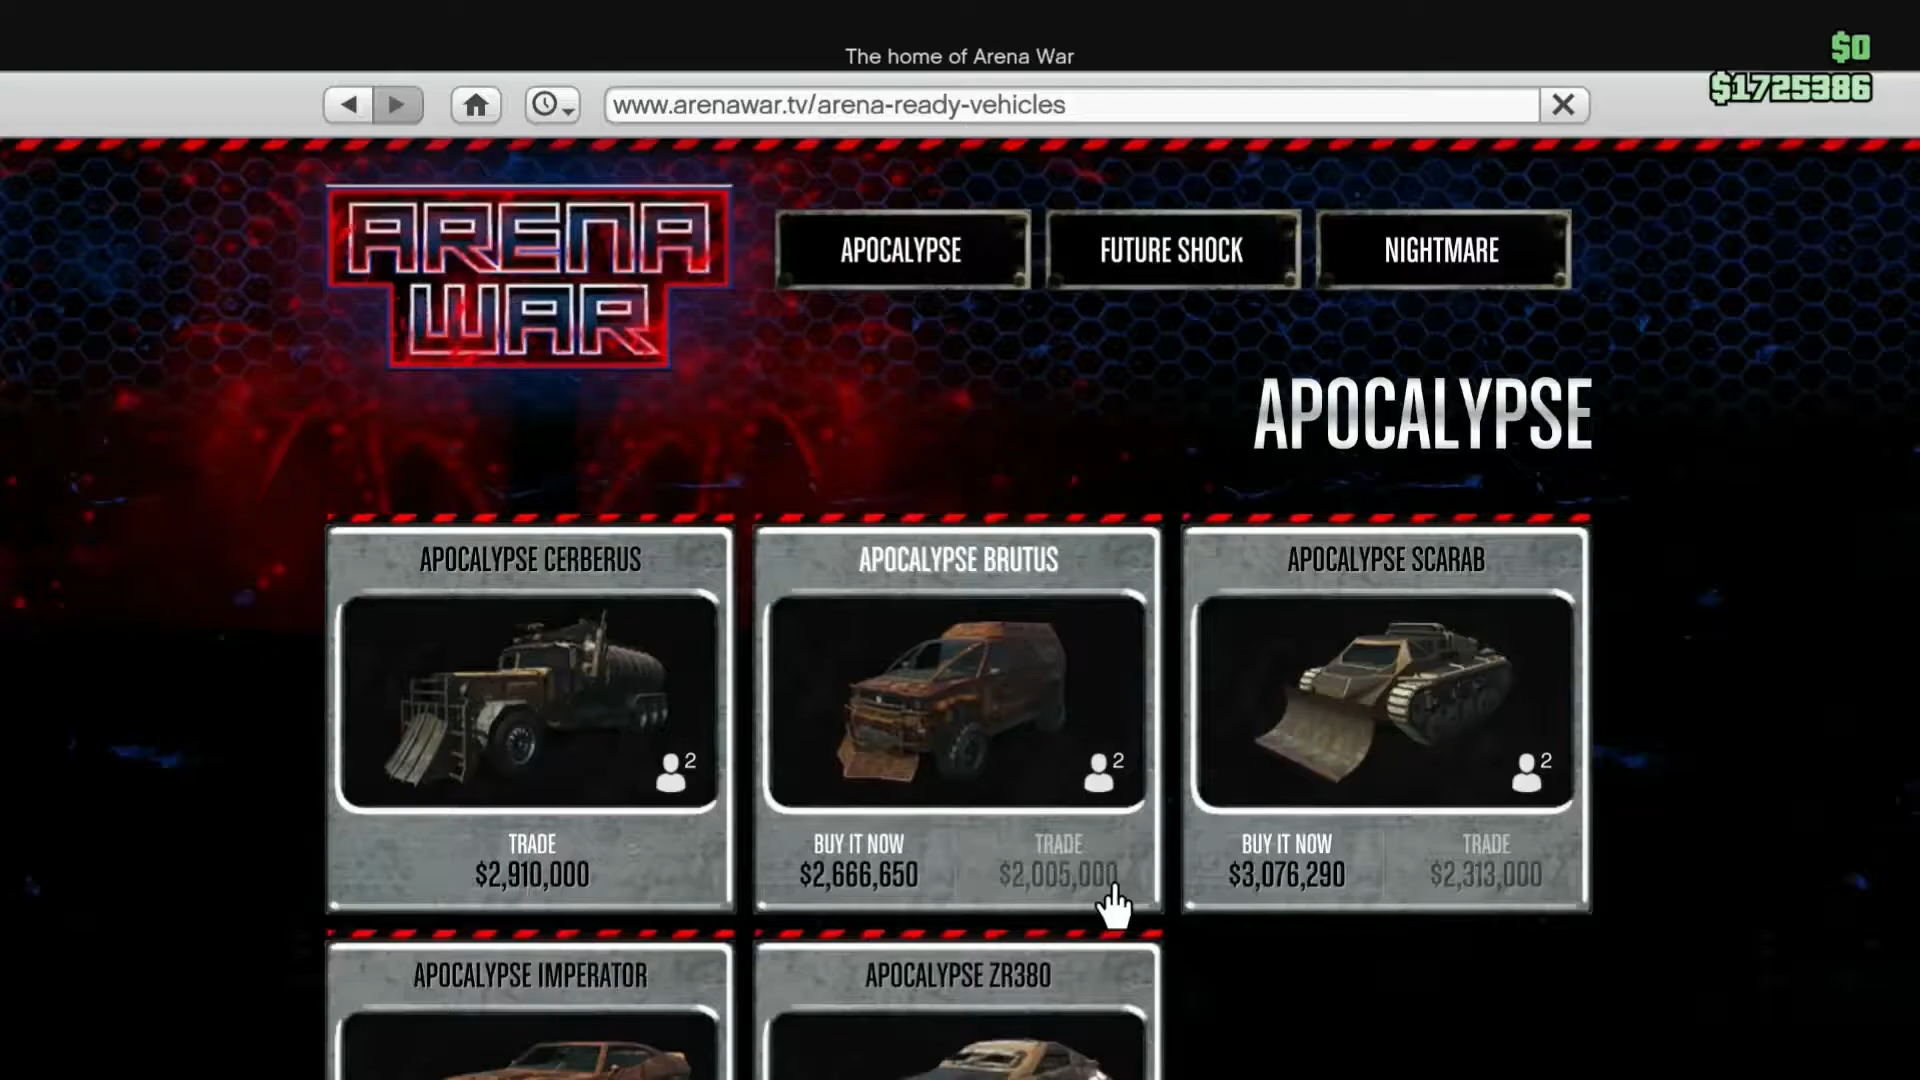 The home of Arena War
$0
$1725386
www.arenawar.tv/arena-ready-vehicles
ARENA
WAR
APOCALYPSE
FUTURE SHOCK
NIGHTMARE
APOCALYPSE
APOCALYPSE CERBERUS
2
TRADE
$2,910,000
APOCALYPSE BRUTUS
2
BUY IT NOW
$2,666,650
TRADE
$2,005,000
APOCALYPSE SCARAB
2
BUY IT NOW
$3,076,290
TRADE
$2,313,000
APOCALYPSE IMPERATOR
APOCALYPSE ZR380